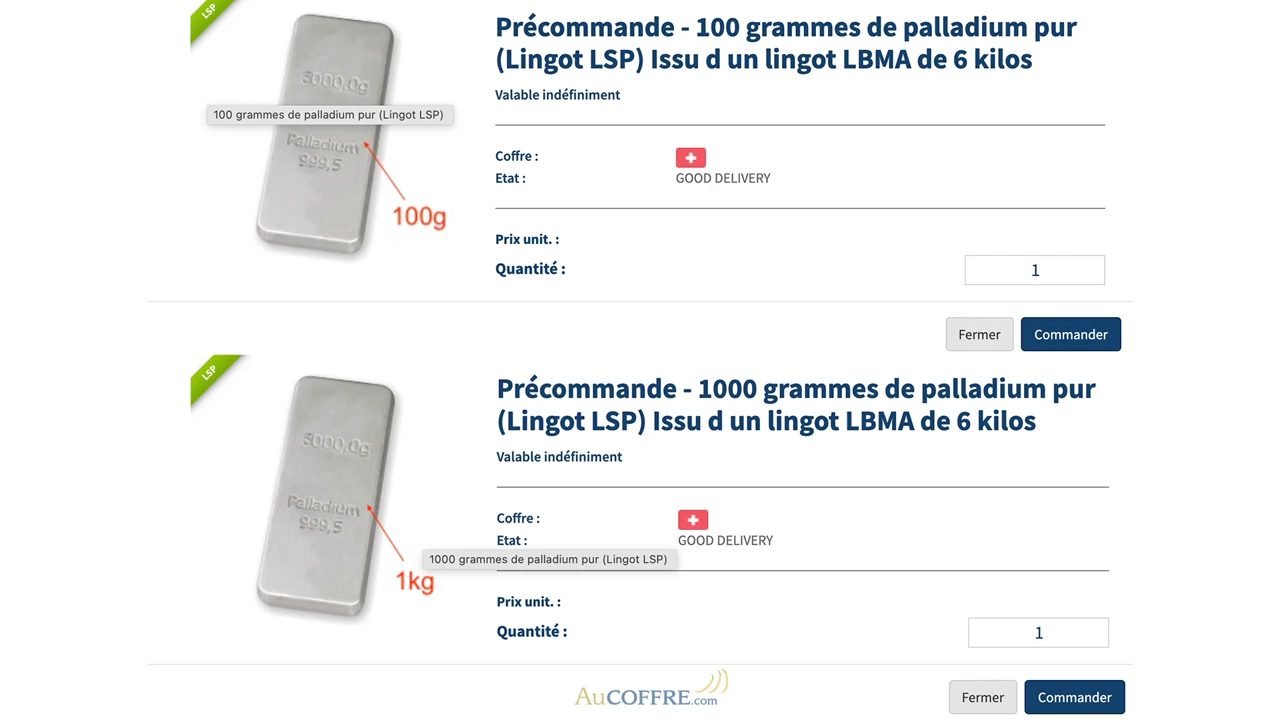 LSP
Précommande - 100 grammes de palladium pur
(Lingot LSP) Issu d un lingot LBMA de 6 kilos
Valable indéfiniment
6000,0g
100 grammes de palladium pur (Lingot LSP)
Palladium
999,5
100g
Coffre :
Etat :
GOOD DELIVERY
Prix unit. :
Quantité :
1
Fermer
Commander
LSP
Précommande - 1000 grammes de palladium pur
(Lingot LSP) Issu d un lingot LBMA de 6 kilos
Valable indéfiniment
6000,0g
Palladium
999,5
1kg
Coffre :
Etat :
GOOD DELIVERY
1000 grammes de palladium pur (Lingot LSP)
Prix unit. :
Quantité :
1
AuCOFFRE.com
Fermer
Commander